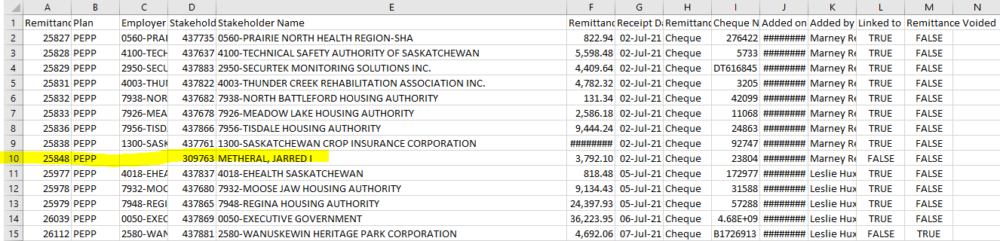 A B C D E F G H I J K L M N
1 Remittanc Plan Employer Stakehold Stakeholder Name Remittanc Receipt Da Remittanc Cheque N Added on Added by Linked to Remittance Voided
2 25827 PEPP 0560-PRAI 437735 0560-PRAIRIE NORTH HEALTH REGION-SHA 822.94 02-Jul-21 Cheque 276422 ######## Marney Re TRUE FALSE
3 25828 PEPP 4100-TECH 437637 4100-TECHNICAL SAFETY AUTHORITY OF SASKATCHEWAN 5,598.48 02-Jul-21 Cheque 5733 ######## Marney Re TRUE FALSE
4 25829 PEPP 2950-SECU 437883 2950-SECURTEK MONITORING SOLUTIONS INC. 4,409.64 02-Jul-21 Cheque DT616845 ######## Marney Re TRUE FALSE
5 25831 PEPP 4003-THUI 437822 4003-THUNDER CREEK REHABILITATION ASSOCIATION INC. 4,782.32 02-Jul-21 Cheque 3205 ######## Marney Re TRUE FALSE
6 25832 PEPP 7938-NOR 437682 7938-NORTH BATTLEFORD HOUSING AUTHORITY 131.34 02-Jul-21 Cheque 42099 ######## Marney Re TRUE FALSE
7 25833 PEPP 7926-MEA 437678 7926-MEADOW LAKE HOUSING AUTHORITY 2,586.18 02-Jul-21 Cheque 11068 ######## Marney Re TRUE FALSE
8 25836 PEPP 7956-TISD 437866 7956-TISDALE HOUSING AUTHORITY 9,444.24 02-Jul-21 Cheque 24863 ######## Marney Re TRUE FALSE
9 25838 PEPP 1300-SASK 437761 1300-SASKATCHEWAN CROP INSURANCE CORPORATION ######## 02-Jul-21 Cheque 92747 ######## Marney Re TRUE FALSE
10 25848 PEPP 309763 METHERAL, JARRED I 3,792.10 02-Jul-21 Cheque 23804 ######## Marney Re FALSE FALSE
11 25977 PEPP 4018-EHEA 437837 4018-EHEALTH SASKATCHEWAN 818.48 05-Jul-21 Cheque 172977 ######## Leslie Hux TRUE FALSE
12 25978 PEPP 7932-MOC 437680 7932-MOOSE JAW HOUSING AUTHORITY 9,134.43 05-Jul-21 Cheque 31588 ######## Leslie Hux TRUE FALSE
13 25979 PEPP 7948-REGI 437865 7948-REGINA HOUSING AUTHORITY 24,397.93 05-Jul-21 Cheque 57288 ######## Leslie Hux TRUE FALSE
14 26039 PEPP 0050-EXEC 437869 0050-EXECUTIVE GOVERNMENT 36,223.95 06-Jul-21 Cheque 4.68E+09 ######## Leslie Hux TRUE FALSE
15 26112 PEPP 2580-WAN 437881 2580-WANUSKEWIN HERITAGE PARK CORPORATION 4,692.06 07-Jul-21 Cheque B1726913 ######## Leslie Hux FALSE TRUE